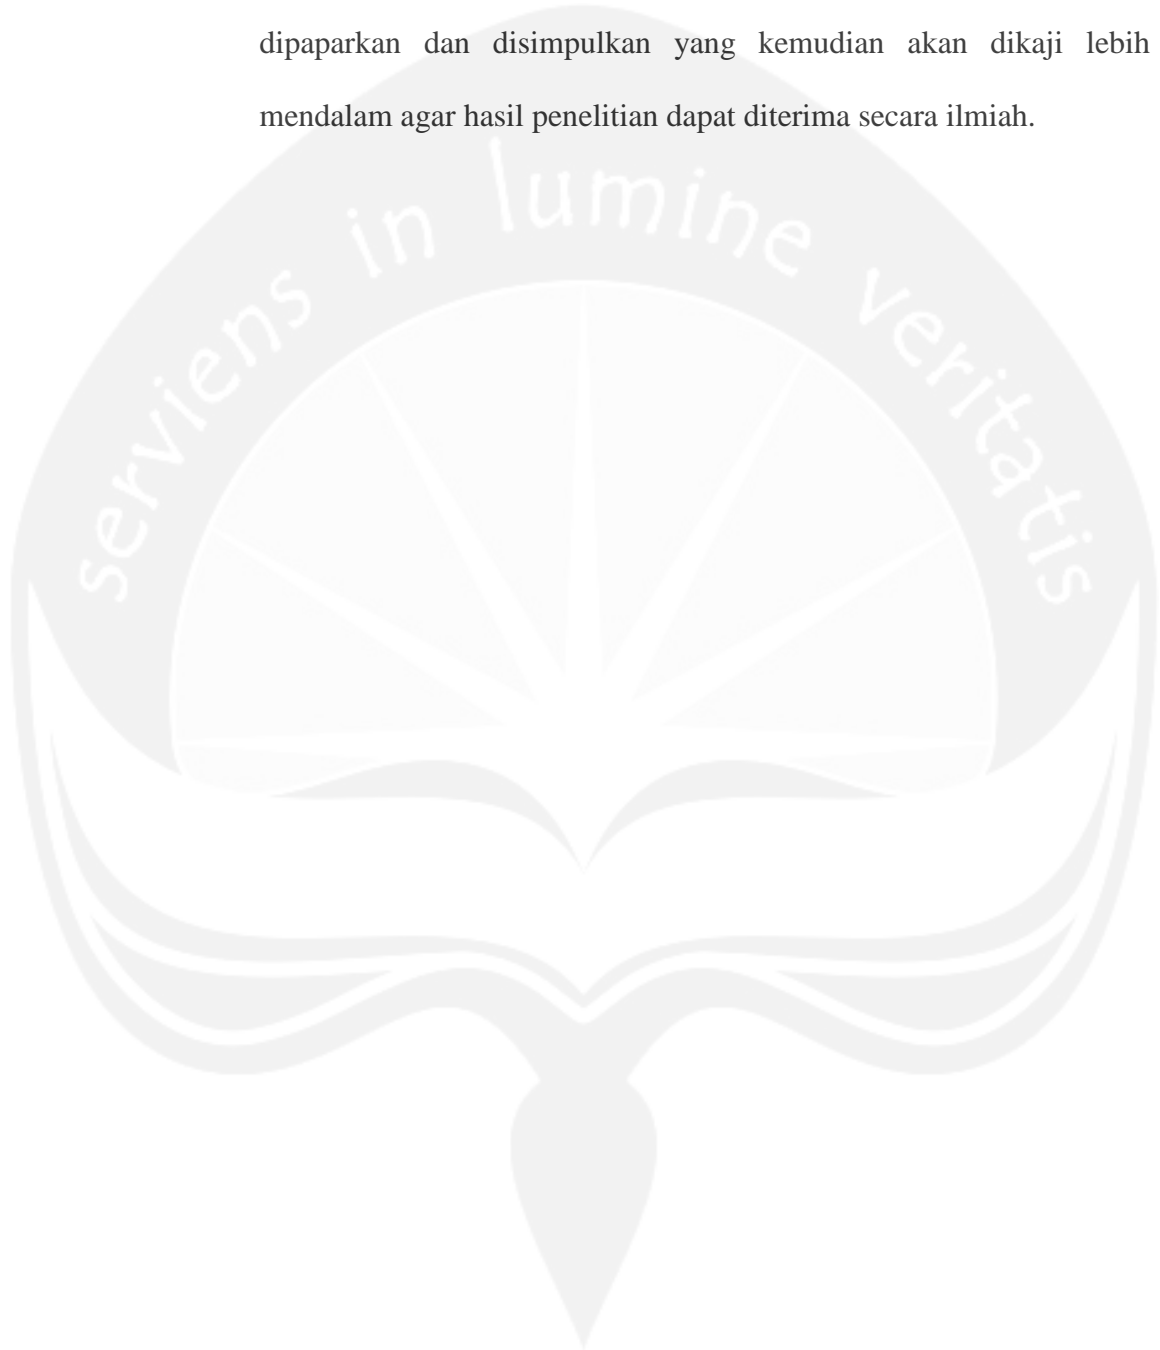 dipaparkan dan disimpulkan yang kemudian akan dikaji lebih
mendalam agar hasil penelitian dapat diterima secara ilmiah.
serviens in lumine veritatis